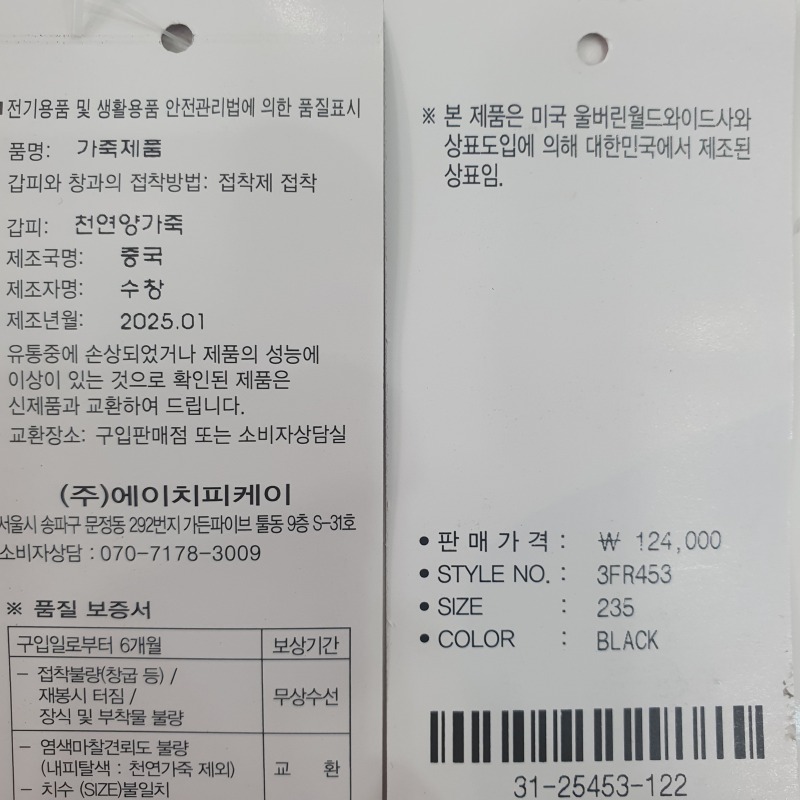 전기용품 및 생활용품 안전관리법에 의한 품질표시
품명: 가죽제품
갑피와 창과의 접착방법: 접착제 접착
갑피: 천연양가죽
제조국명: 중국
제조자명: 수창
제조년월: 2025.01
유통중에 손상되었거나 제품의 성능에
이상이 있는 것으로 확인된 제품은
신제품과 교환하여 드립니다.
교환장소: 구입판매점 또는 소비자상담실
(주)에이치피케이
서울시 송파구 문정동 292번지 가든파이브 툴동 9층 S-31호
소비자상담 : 070-7178-3009
※ 품질 보증서
구입일로부터 6개월 보상기간
- 접착불량(창굽 등) /
재봉시 터짐 /
장식 및 부착물 불량
무상수선
- 염색마찰견뢰도 불량
(내피탈색 : 천연가죽 제외)
- 치수 (SIZE)불일치
교 환
※ 본 제품은 미국 울버린월드와이드사와
상표도입에 의해 대한민국에서 제조된
상표임.
• 판매가격 : ₩ 124,000
• STYLE NO. : 3FR453
• SIZE : 235
• COLOR : BLACK
31-25453-122